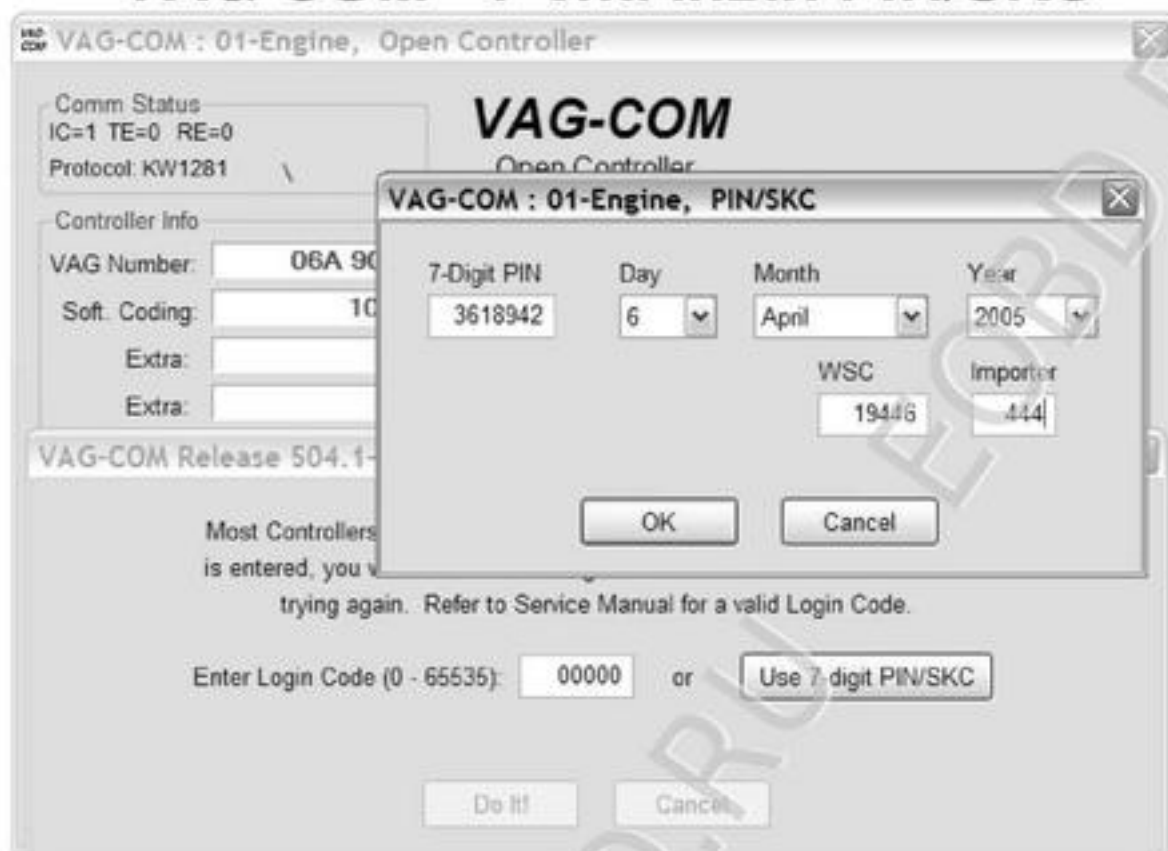 VAG-COM : 01-Engine, Open Controller
Comm Status
IC=1 TE=0 RE=0
Protocol: KW1281 \
VAG-COM
Open Controller
Controller Info
VAG Number: 06A 90
Soft. Coding: 10
Extra:
Extra:
VAG-COM : 01-Engine, PIN/SKC
7-Digit PIN Day Month Year
3618942 6 April 2005
WSC Importer
19446 444
OK Cancel
VAG-COM Release 504.1-
Most Controllers
is entered, you
trying again. Refer to Service Manual for a valid Login Code.
Enter Login Code (0 - 65535): 00000 or Use 7-digit PIN/SKC
Do It! Cancel
EOBD